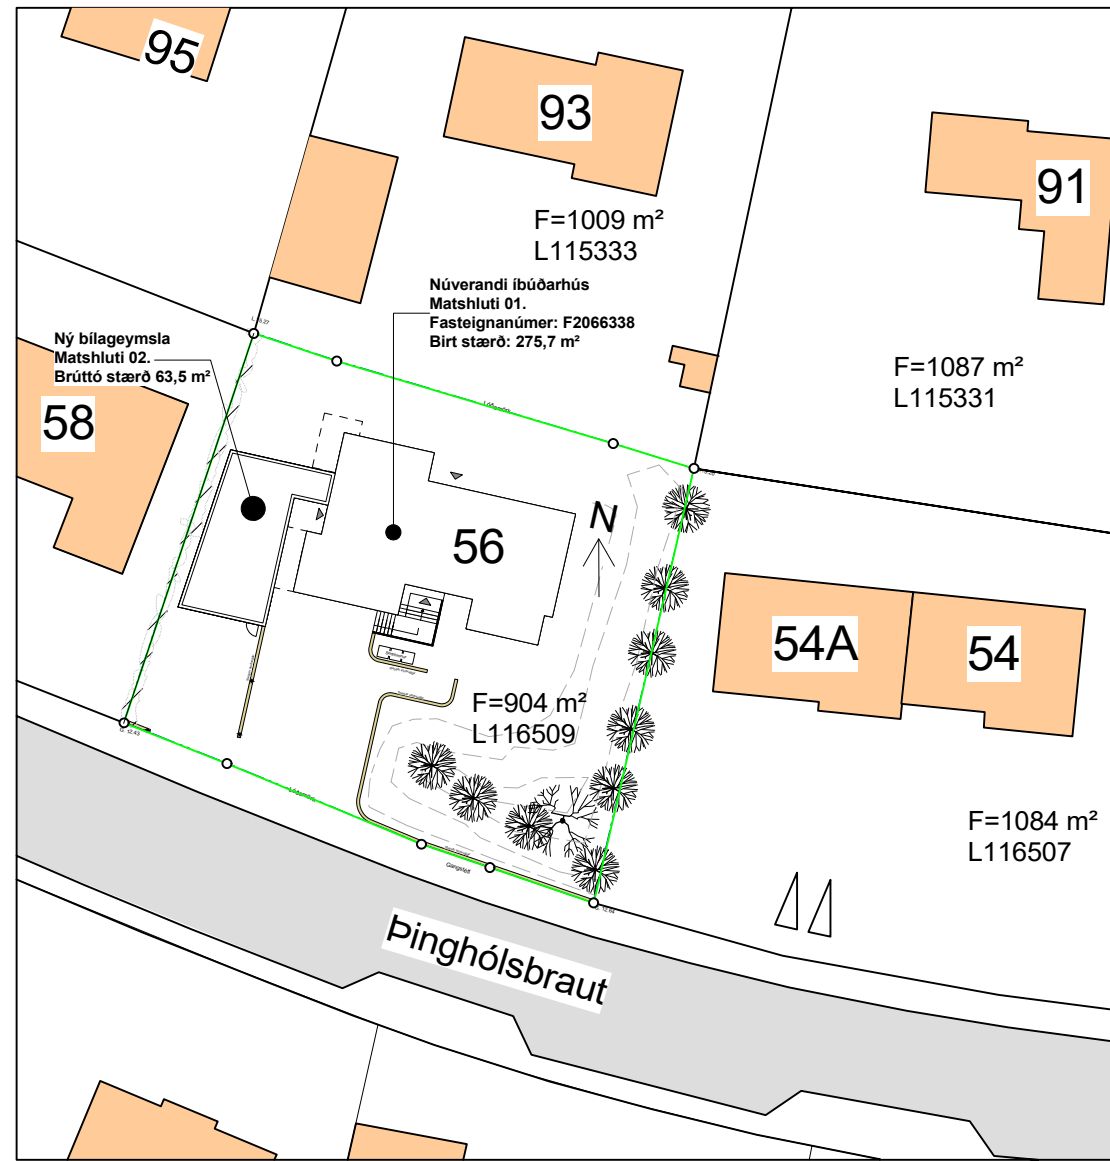 95
93
91
F=1009 m²
L115333
Núverandi íbúðarhús
Matshluti 01.
Fasteignanúmer: F2066338
Birt stærð: 275,7 m²
Ný bílageymsla
Matshluti 02.
Brúttó stærð 63,5 m²
F=1087 m²
L115331
58
N
56
54A
54
F=904 m²
L116509
F=1084 m²
L116507
Gangstétt
Þinghólsbraut